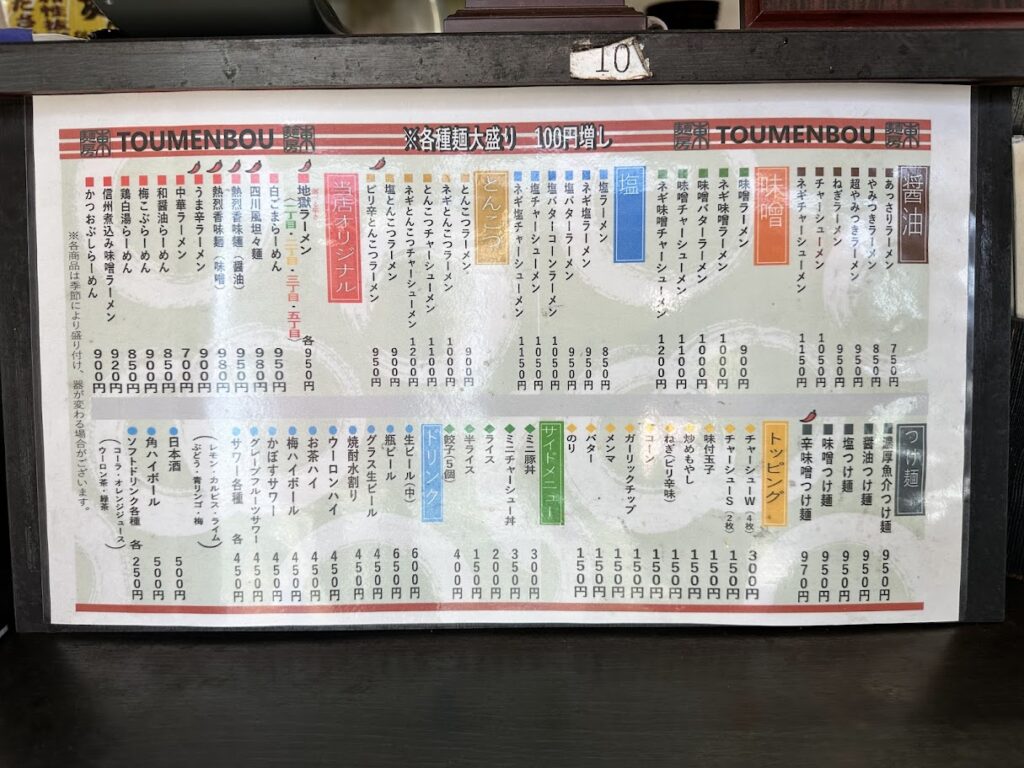 10
東麺房 TOUMENBOU 東麺房
※各種麺大盛り 100円増し
東麺房 TOUMENBOU 東麺房
醤油
あっさりラーメン 750円
やみつきラーメン 850円
超やみつきラーメン 950円
ねぎラーメン 950円
チャーシューメン 1050円
ネギチャーシューメン 1150円
味噌
味噌ラーメン 900円
ネギ味噌ラーメン 1000円
味噌バターラーメン 1000円
味噌チャーシューメン 1100円
ネギ味噌チャーシューメン 1200円
塩
塩ラーメン 850円
ネギ塩ラーメン 950円
塩バターラーメン 950円
塩バターコーンラーメン 1050円
塩チャーシューメン 1050円
ネギ塩チャーシューメン 1150円
とんこつ
とんこつラーメン 900円
ネギとんこつラーメン 1000円
とんこつチャーシューメン 1100円
ネギとんこつチャーシューメン 1200円
塩とんこつラーメン 900円
ピリ辛とんこつラーメン 950円
当店オリジナル
地獄ラーメン 各950円
(一丁目・二丁目・三丁目・五丁目)
白ごまらーめん 950円
四川風坦々麺 980円
熱烈香味麺(醤油) 950円
熱烈香味麺(味噌) 980円
うま辛ラーメン 900円
中華ラーメン 700円
和醤油らーめん 850円
梅こぶらーめん 900円
鶏白湯らーめん 850円
信州煮込み味噌ラーメン 920円
かつおぶしらーめん 900円
※各商品は季節により盛り付け、器が変わる場合がございます。
つけ麺
濃厚魚介つけ麺 950円
醤油つけ麺 950円
塩つけ麺 950円
味噌つけ麺 950円
辛味噌つけ麺 970円
トッピング
チャーシューW(4枚) 300円
チャーシューS(2枚) 150円
味付玉子 150円
炒めもやし 150円
ねぎ(ピリ辛味) 150円
コーン 150円
ガーリックチップ 150円
メンマ 150円
バター 150円
のり 150円
サイドメニュー
ミニ豚丼 300円
ミニチャーシュー丼 350円
ライス 200円
半ライス 150円
餃子(5個) 400円
ドリンク
生ビール(中) 600円
瓶ビール 650円
グラス生ビール 450円
焼酎水割り 450円
ウーロンハイ 450円
お茶ハイ 450円
梅ハイボール 450円
かぼすサワー 450円
グレープフルーツサワー 450円
サワー各種 各450円
(レモン・カルピス・ライム
ぶどう・青リンゴ・梅)
日本酒 500円
角ハイボール 500円
ソフトドリンク各種 各250円
(コーラ・オレンジジュース
ウーロン茶・緑茶)